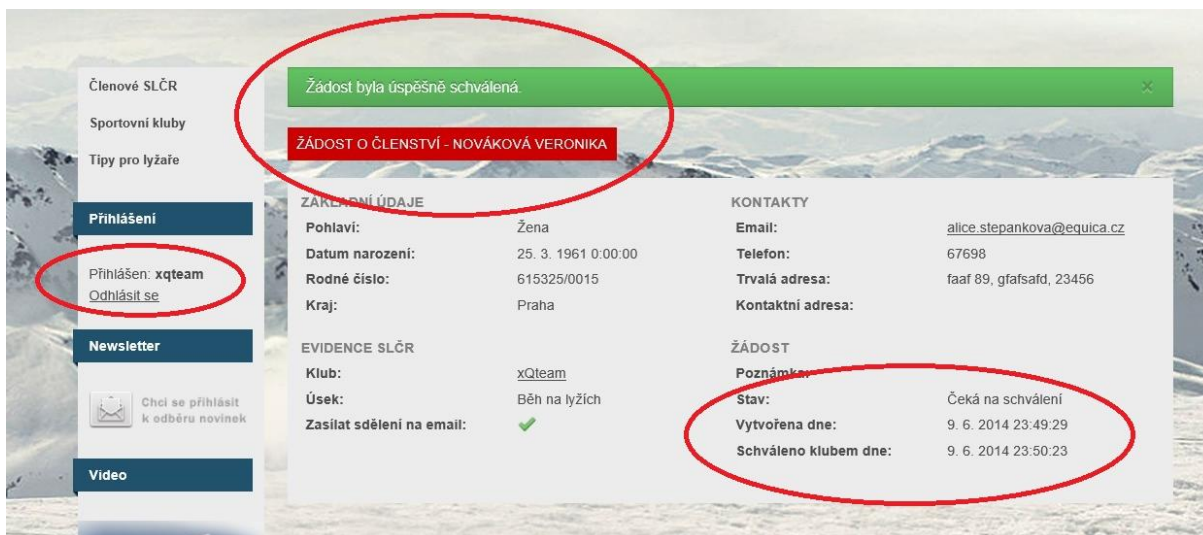 Členové SLČR
Sportovní kluby
Tipy pro lyžaře
Přihlášení
Přihlášen: xqteam
Odhlásit se
Newsletter
Chci se přihlásit
k odběru novinek
Video
Žádost byla úspěšně schválená.
×
ŽÁDOST O ČLENSTVÍ - NOVÁKOVÁ VERONIKA
ZÁKLADNÍ ÚDAJE
Pohlaví: Žena
Datum narození: 25. 3. 1961 0:00:00
Rodné číslo: 615325/0015
Kraj: Praha
KONTAKTY
Email: alice.stepankova@equica.cz
Telefon: 67698
Trvalá adresa: faaf 89, gfafsafd, 23456
Kontaktní adresa:
EVIDENCE SLČR
Klub: xQteam
Úsek: Běh na lyžích
Zasílat sdělení na email:
ŽÁDOST
Poznámka:
Stav: Čeká na schválení
Vytvořena dne: 9. 6. 2014 23:49:29
Schváleno klubem dne: 9. 6. 2014 23:50:23